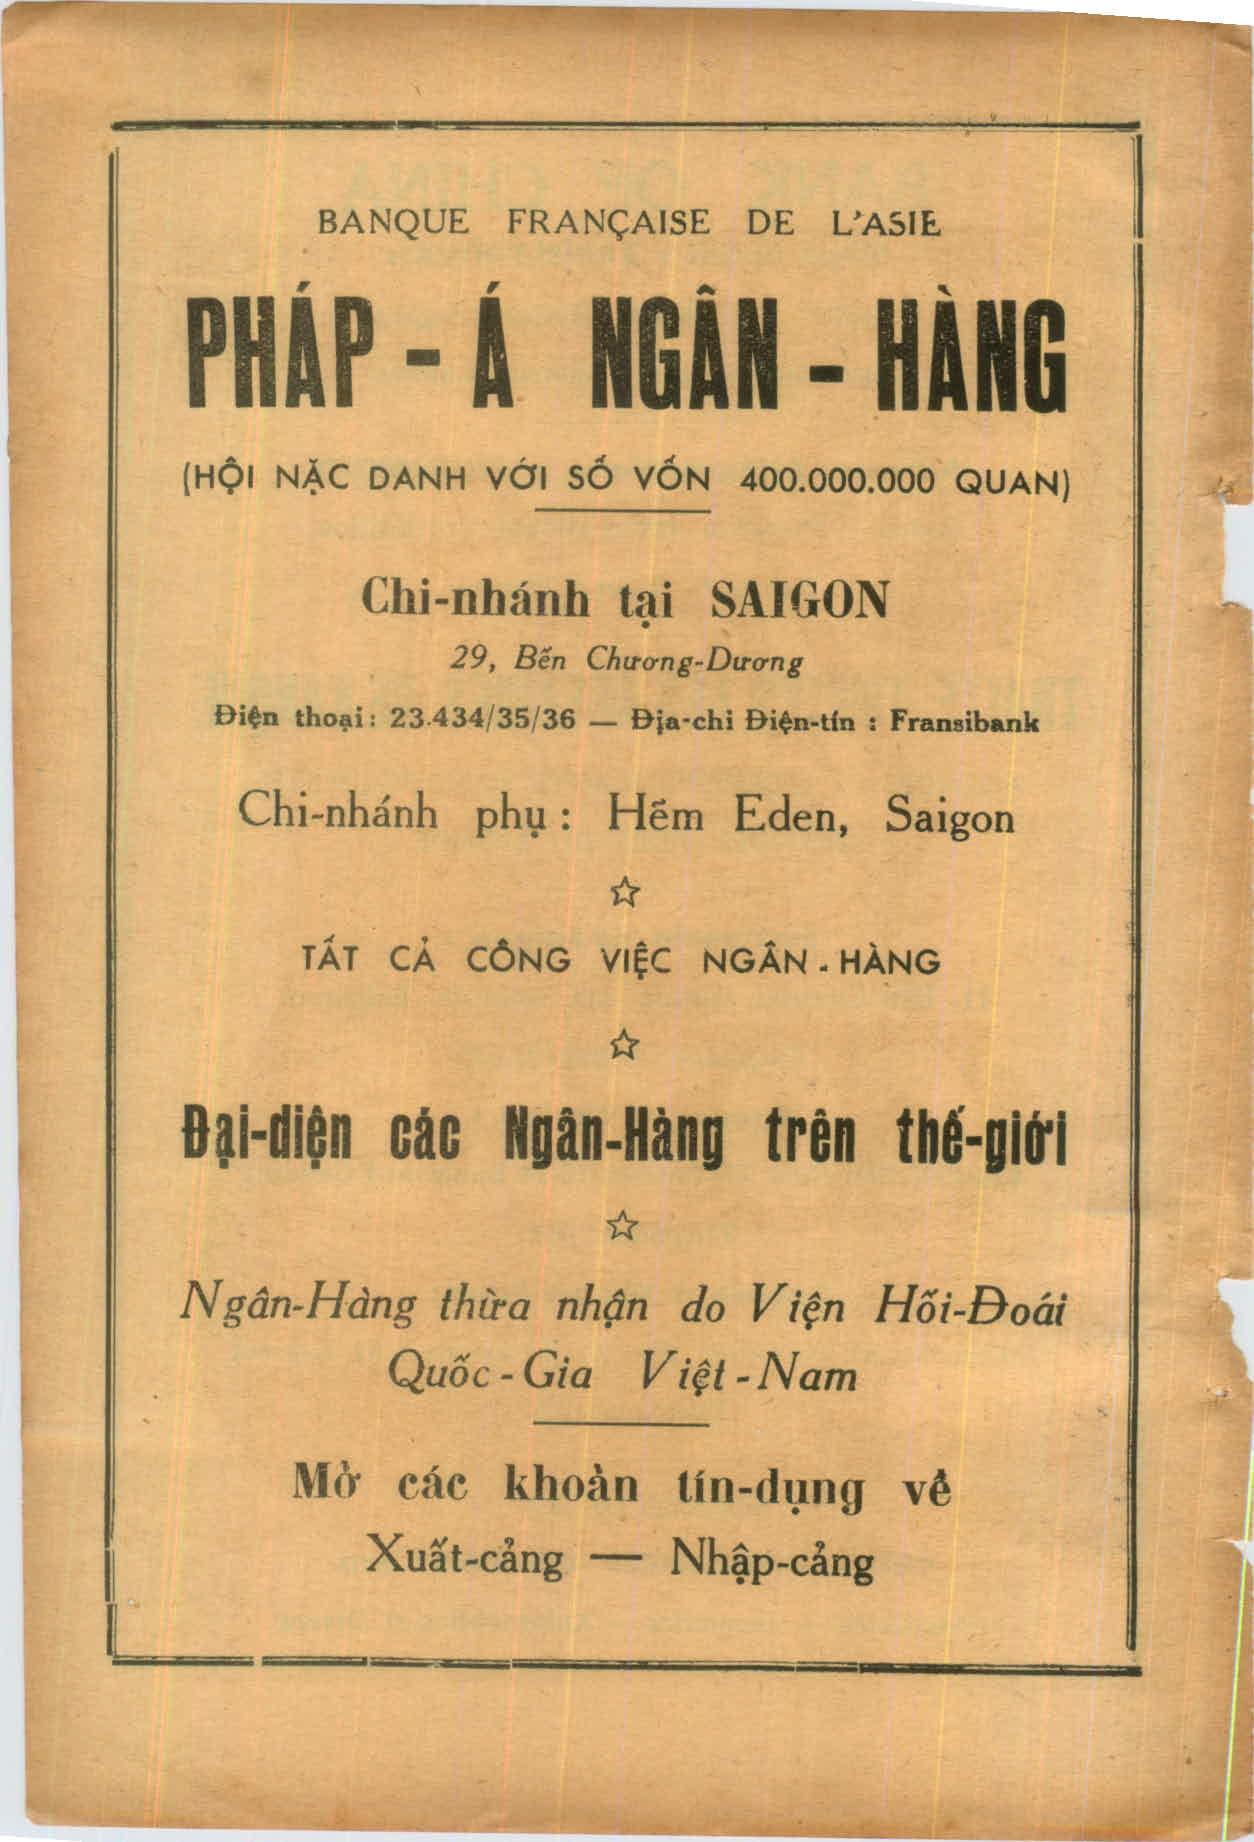 BANQUE FRANÇAISE DE L'ASIE
PHÁP - Á NGÂN - HÀNG
(HỘI NẶC DANH VỚI SỐ VỐN 400.000.000 QUAN)
Chi-nhánh tại SAIGON
29, Bến Chương-Dương
Điện thoại : 23.434/35/36 — Địa-chi Điện-tín : Fransibank
Chi-nhánh phụ : Hẽm Eden, Saigon
☆
TẤT CẢ CÔNG VIỆC NGÂN - HÀNG
☆
Đại-diện các Ngân-Hàng trên thế-giới
☆
Ngân-Hàng thừa nhận do Viện Hối-Đoái
Quốc - Gia Việt - Nam
Mở các khoản tín-dụng về
Xuất-cảng — Nhập-cảng